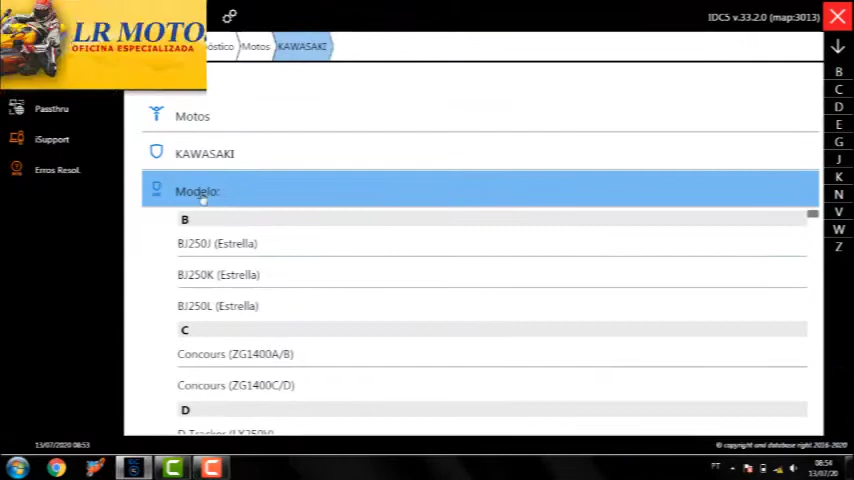 LR MOTO
OFICINA ESPECIALIZADA
IDC5 v.33.2.0 (map:3013)
Motos
KAWASAKI
Passthru
iSupport
Erros Resol.
Motos
KAWASAKI
Modelo:
B
BJ250J (Estrella)
BJ250K (Estrella)
BJ250L (Estrella)
C
Concours (ZG1400A/B)
Concours (ZG1400C/D)
D
B
C
D
E
G
J
K
N
V
W
Z
13/07/2020 08:53
© copyright and database right 2016-2020
PT
08:54
13/07/20